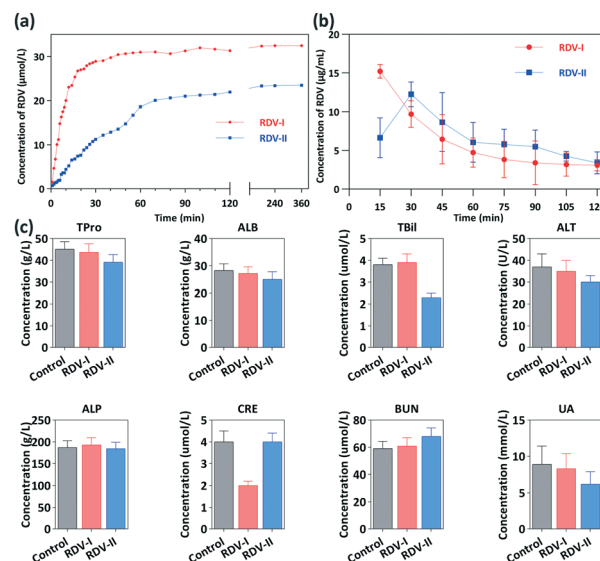 (a)
Concentration of RDV (μmol/L)
40
30
20
10
0
RDV-I
RDV-II
0 30 60 90 120 240 360
Time (min)
(b)
Concentration of RDV (μg/mL)
20
15
10
5
0
RDV-I
RDV-II
0 15 30 45 60 75 90 105 120
Time (min)
(c)
TPro
Concentration (g/L)
50
40
30
20
10
0
Control RDV-I RDV-II
ALB
Concentration (g/L)
40
30
20
10
0
Control RDV-I RDV-II
TBil
Concentration (umol/L)
5
4
3
2
1
0
Control RDV-I RDV-II
ALT
Concentration (U/L)
50
40
30
20
10
0
Control RDV-I RDV-II
ALP
Concentration (g/L)
250
200
150
100
50
0
Control RDV-I RDV-II
CRE
Concentration (umol/L)
5
4
3
2
1
0
Control RDV-I RDV-II
BUN
Concentration (umol/L)
80
60
40
20
0
Control RDV-I RDV-II
UA
Concentration (mmol/L)
15
10
5
0
Control RDV-I RDV-II